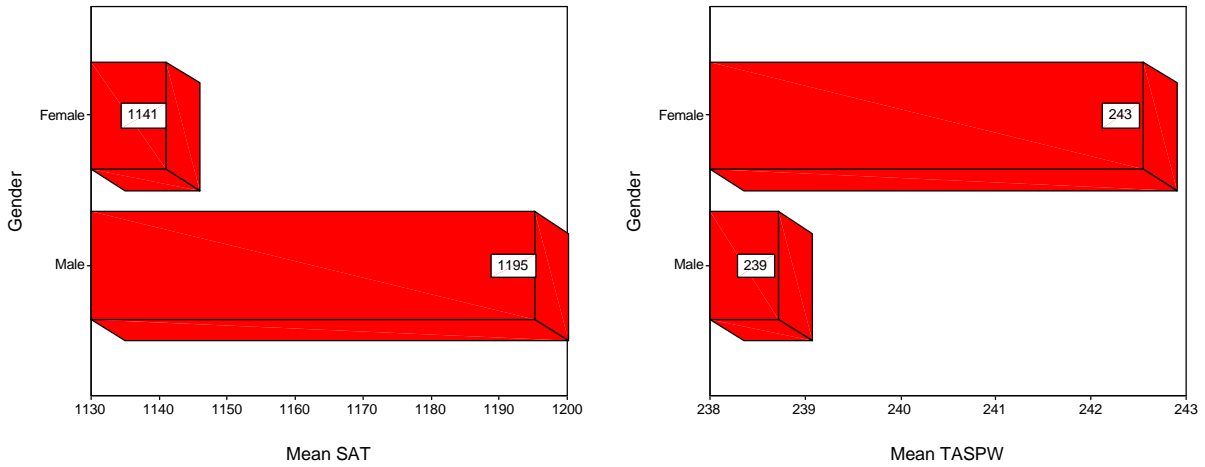 Gender
Female
1141
Male
1195
1130 1140 1150 1160 1170 1180 1190 1200
Mean SAT
Gender
Female
243
Male
239
238 239 240 241 242 243
Mean TASPW